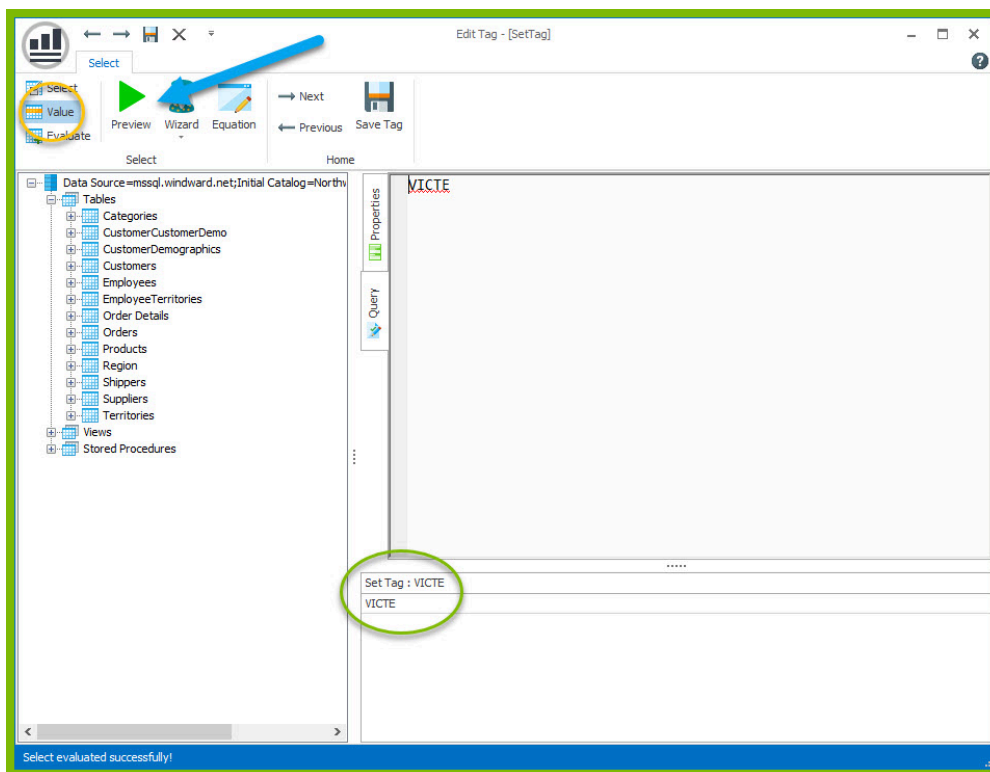 Edit Tag - [SetTag]
Select
Select
Value
Evaluate
Preview
Wizard
Equation
Next
Previous
Save Tag
Select
Home
Data Source=mssql.windward.net;Initial Catalog=Northw
Tables
Categories
CustomerCustomerDemo
CustomerDemographics
Customers
Employees
EmployeeTerritories
Order Details
Orders
Products
Region
Shippers
Suppliers
Territories
Views
Stored Procedures
Properties
Query
VICTE
Set Tag : VICTE
VICTE
Select evaluated successfully!